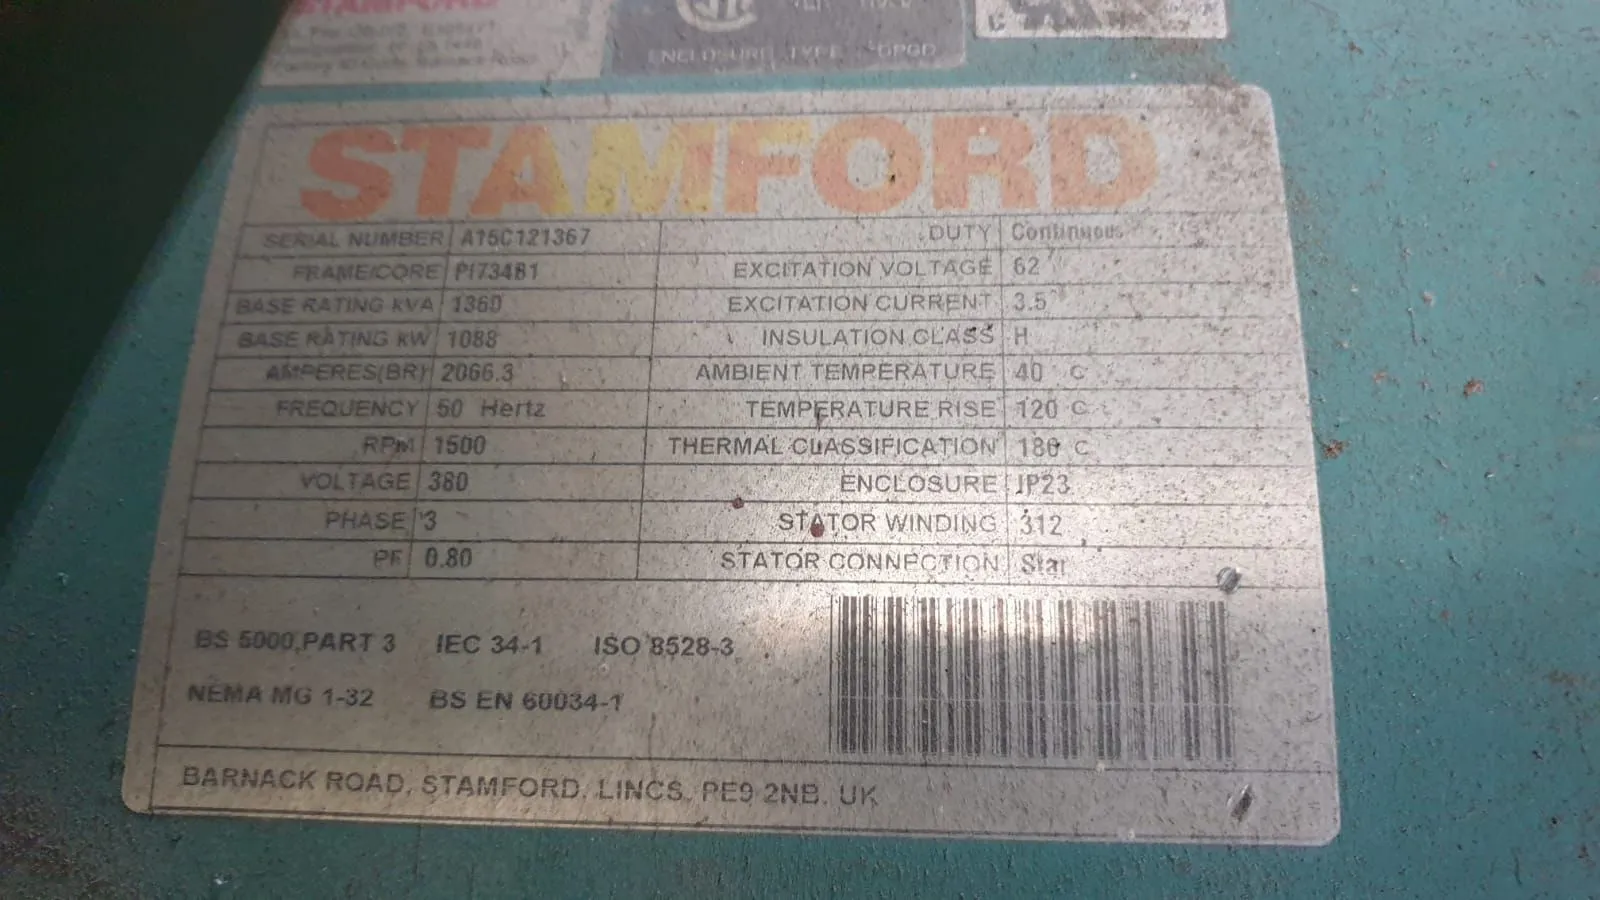 STAMFORD
ENCLOSURE TYPE OPGD
STAMFORD
SERIAL NUMBER A15C121367 DUTY Continuous
FRAME/CORE PI734B1 EXCITATION VOLTAGE 62
BASE RATING KVA 1360 EXCITATION CURRENT 3.5
BASE RATING KW 1088 INSULATION CLASS H
AMPERES(BR) 2066.3 AMBIENT TEMPERATURE 40 C
FREQUENCY 50 Hertz TEMPERATURE RISE 120 C
RPM 1500 THERMAL CLASSIFICATION 180 C
VOLTAGE 380 ENCLOSURE IP23
PHASE 3 STATOR WINDING 312
PF 0.80 STATOR CONNECTION Star
BS 5000,PART 3 IEC 34-1 ISO 8528-3
NEMA MG 1-32 BS EN 60034-1
BARNACK ROAD, STAMFORD. LINCS. PE9 2NB. UK